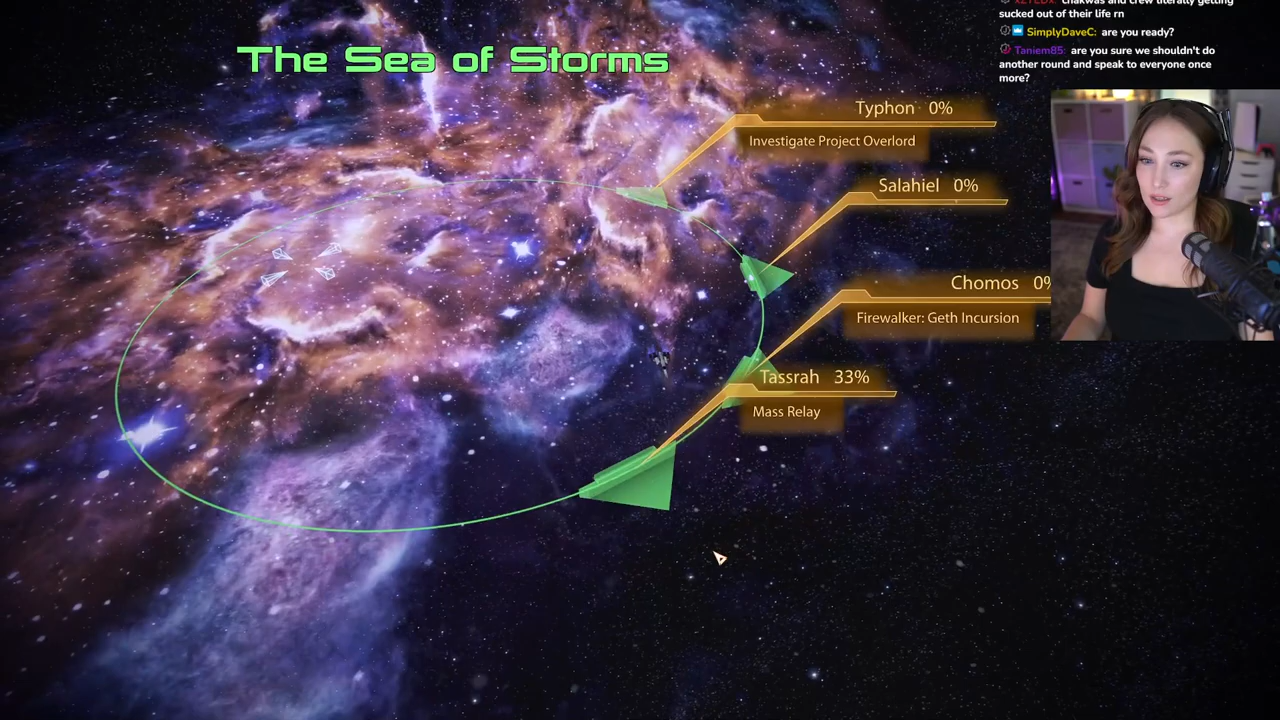 The Sea of Storms
Typhon 0%
Investigate Project Overlord
Salahiel 0%
Chomos 0%
Firewalker: Geth Incursion
Tassrah 33%
Mass Relay
chakwas and crew literally getting
sucked out of their life rn
SimplyDaveC: are you ready?
Taniem85: are you sure we shouldn't do
another round and speak to everyone once
more?